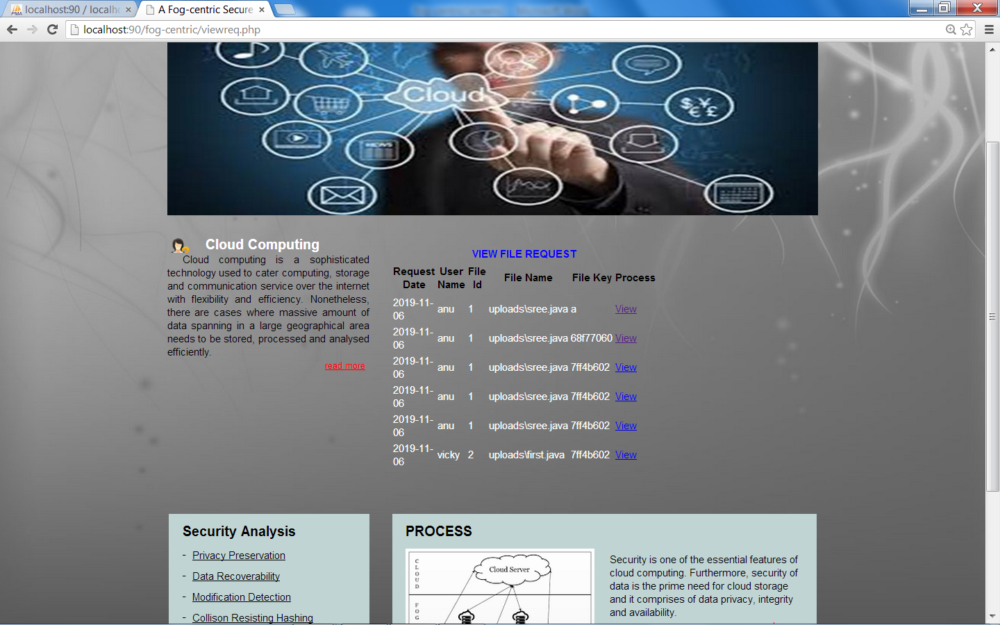 localhost:90 / localh
A Fog-centric Secure
localhost:90/fog-centric/viewreq.php
Cloud
NEWS
$ ¥
€ £
Cloud Computing
Cloud computing is a sophisticated
technology used to cater computing, storage
and communication service over the internet
with flexibility and efficiency. Nonetheless,
there are cases where massive amount of
data spanning in a large geographical area
needs to be stored, processed and analysed
efficiently.
read more
VIEW FILE REQUEST
Request Date User Name File Id File Name File Key Process
2019-11-06 anu 1 uploads\sree.java a View
2019-11-06 anu 1 uploads\sree.java 68f77060 View
2019-11-06 anu 1 uploads\sree.java 7ff4b602 View
2019-11-06 anu 1 uploads\sree.java 7ff4b602 View
2019-11-06 anu 1 uploads\sree.java 7ff4b602 View
2019-11-06 vicky 2 uploads\first.java 7ff4b602 View
Security Analysis
- Privacy Preservation
- Data Recoverability
- Modification Detection
- Collison Resisting Hashing
PROCESS
CLOUD
Cloud Server
FOG
Security is one of the essential features of
cloud computing. Furthermore, security of
data is the prime need for cloud storage
and it comprises of data privacy, integrity
and availability.